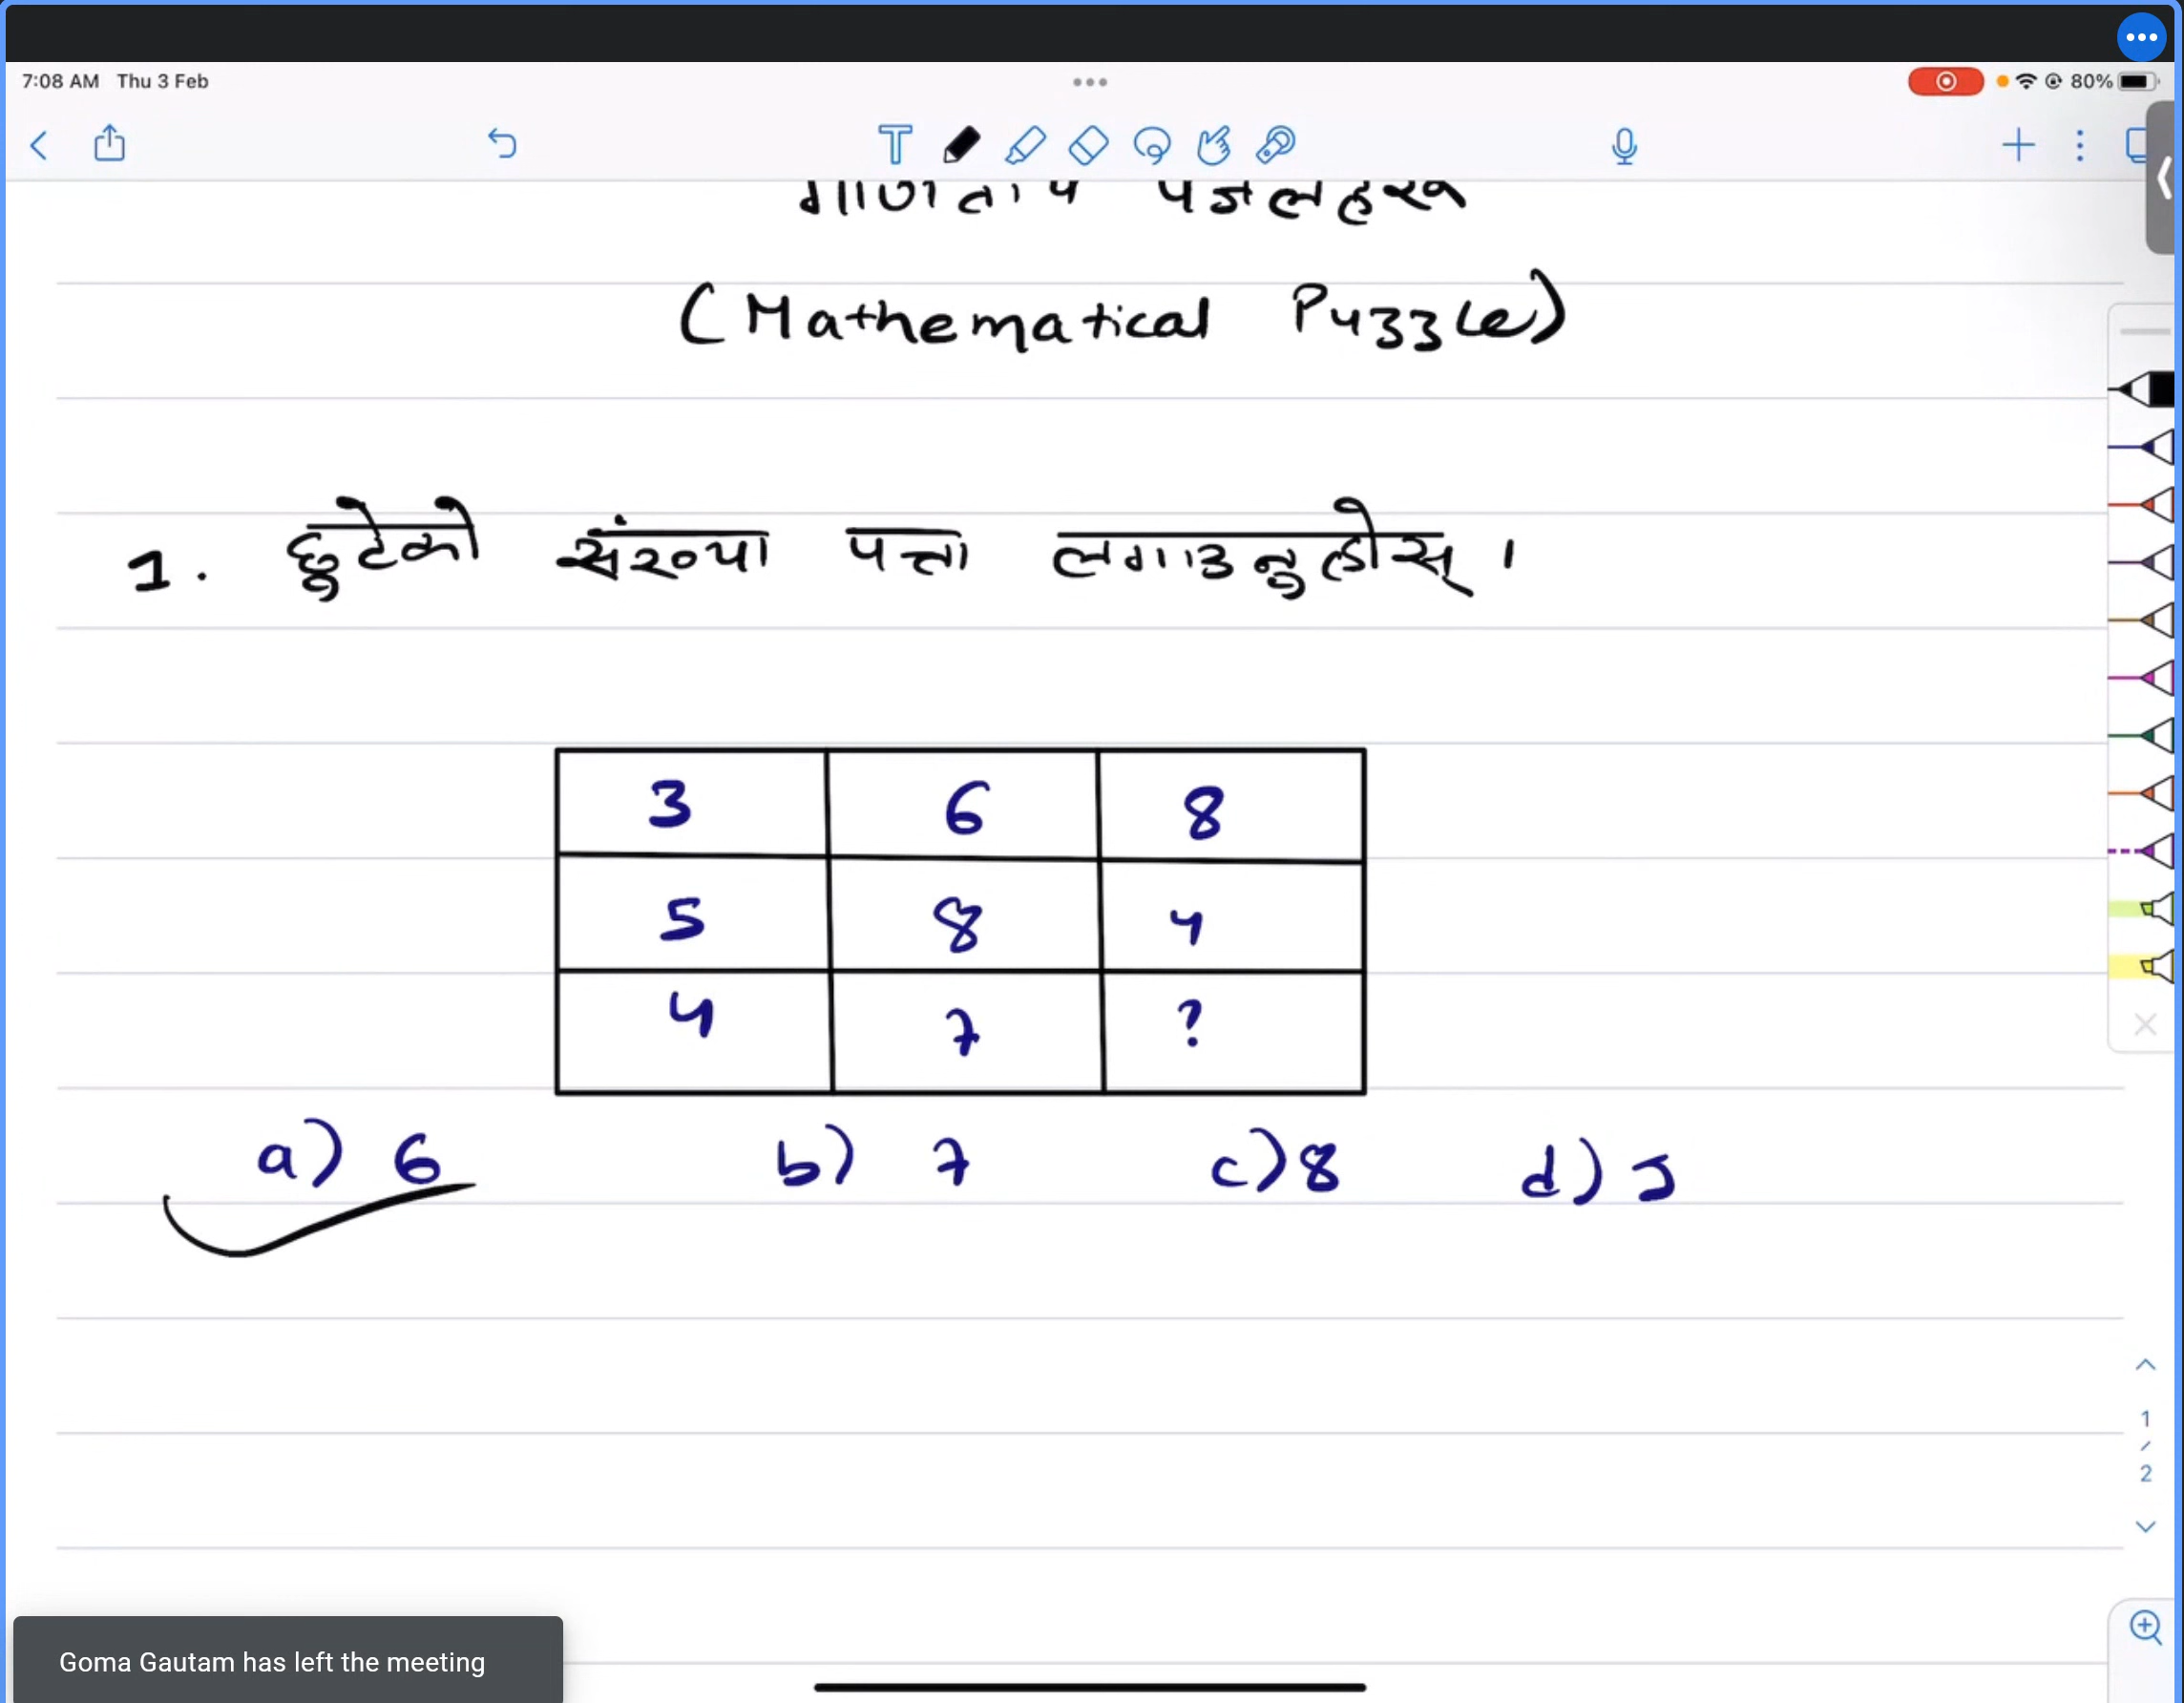 7:08 AM Thu 3 Feb
80%
(Mathematical Puzzle)
1. छुटेको संख्या पत्ता लगाउनुहोस् ।
3 6 8
5 8 4
4 7 ?
a) 6 b) 7 c) 8 d) 5
1
/
2
Goma Gautam has left the meeting